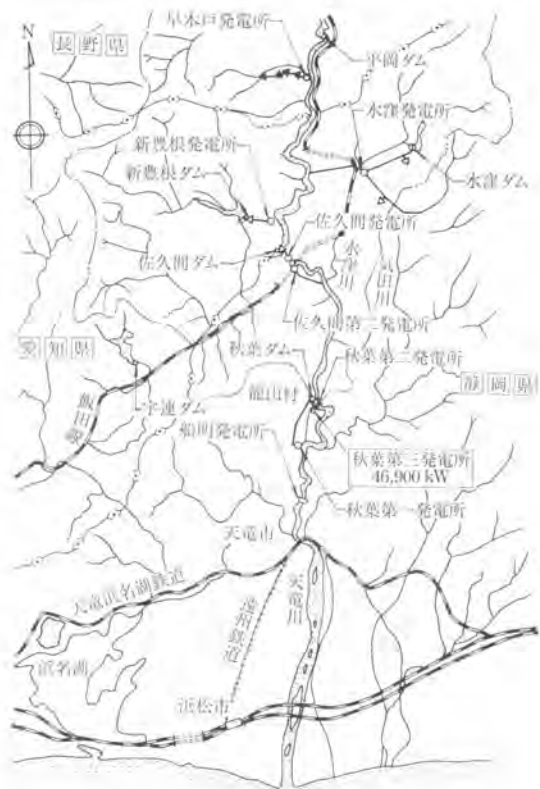 早木戸発電所
長野県
N
平岡ダム
水窪発電所
新豊根発電所
新豊根ダム
水窪ダム
佐久間発電所
佐久間ダム
水窪川
気田川
佐久間第二発電所
愛知県
秋葉ダム
秋葉第二発電所
静岡県
龍山村
飯田線
宇連ダム
船明発電所
秋葉第三発電所
46,900 kW
秋葉第一発電所
天竜市
天竜浜名湖鉄道
天竜川
遠州鉄道
浜名湖
浜松市